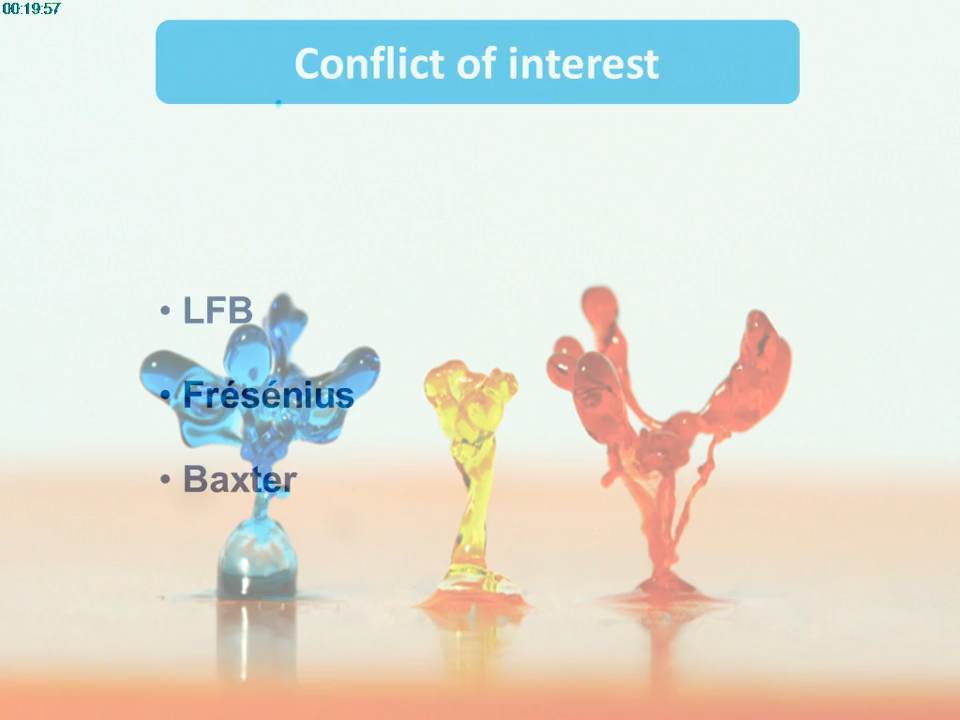 00:19:57
Conflict of interest
• LFB
• Frésénius
• Baxter